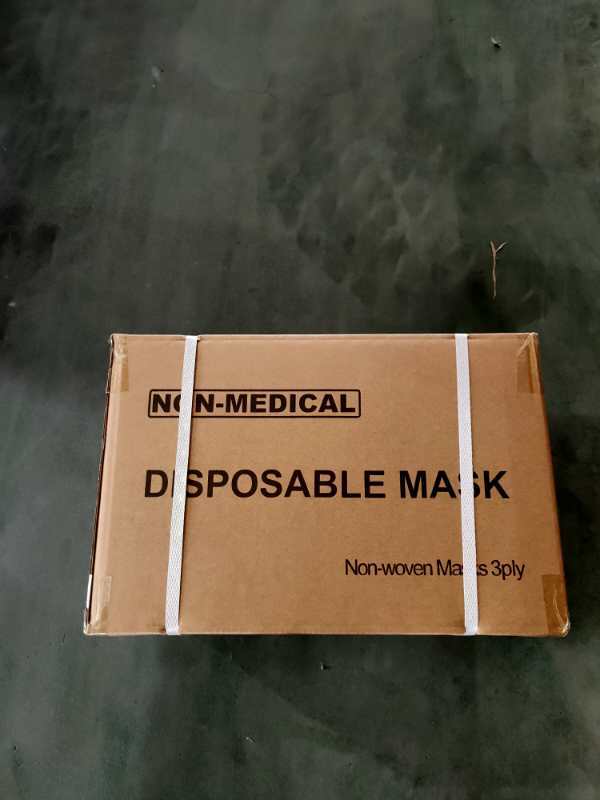 NON-MEDICAL
DISPOSABLE MASK
Non-woven Masks 3ply